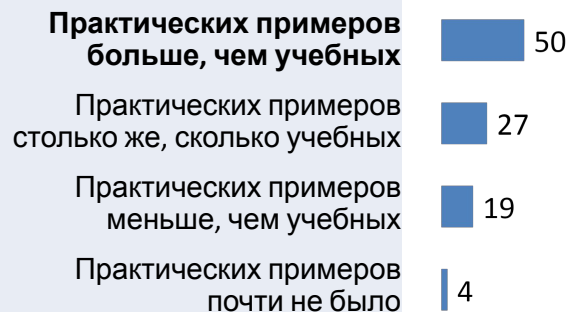 Практических примеров
больше, чем учебных
50
Практических примеров
столько же, сколько учебных
27
Практических примеров
меньше, чем учебных
19
Практических примеров
почти не было
4